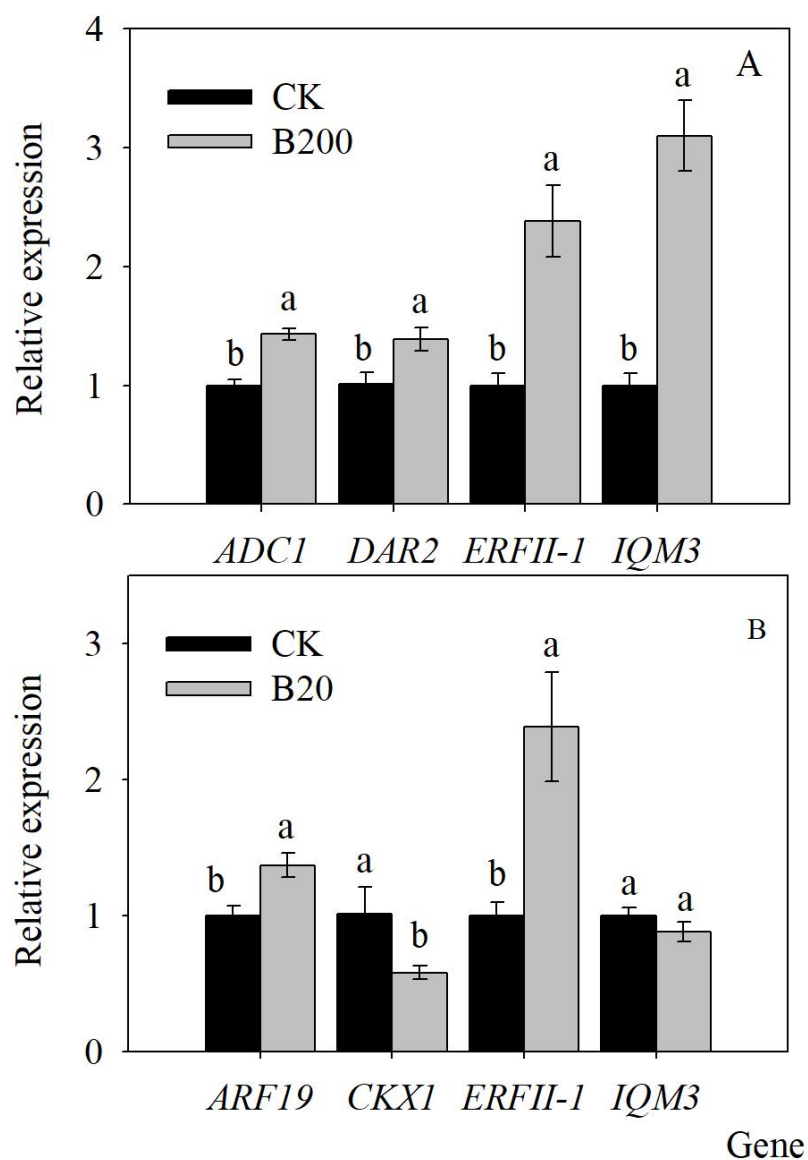 4
A
CK
a
B200
3
a
Relative expression
2
a
a
b
b
b
b
1
0
ADC1 DAR2 ERFII-1 IQM3
B
CK
a
3
B20
Relative expression
2
a
a
b
b
a
a
b
1
0
ARF19 CKX1 ERFII-1 IQM3
Gene